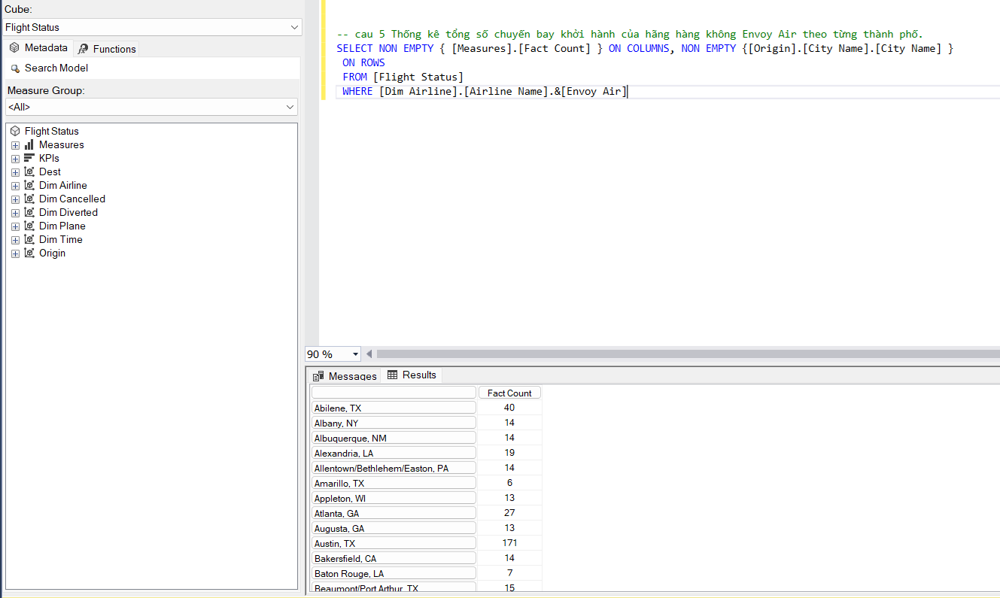 Cube:
Flight Status
Metadata
Functions
Search Model
Measure Group:
<All>
Flight Status
Measures
KPIs
Dest
Dim Airline
Dim Cancelled
Dim Diverted
Dim Plane
Dim Time
Origin
-- cau 5 Thống kê tổng số chuyến bay khởi hành của hãng hàng không Envoy Air theo từng thành phố.
SELECT NON EMPTY { [Measures].[Fact Count] } ON COLUMNS, NON EMPTY {[Origin].[City Name].[City Name] }
ON ROWS
FROM [Flight Status]
WHERE [Dim Airline].[Airline Name].&[Envoy Air]
90 %
Messages
Results
Fact Count
Abilene, TX 40
Albany, NY 14
Albuquerque, NM 14
Alexandria, LA 19
Allentown/Bethlehem/Easton, PA 14
Amarillo, TX 6
Appleton, WI 13
Atlanta, GA 27
Augusta, GA 13
Austin, TX 171
Bakersfield, CA 14
Baton Rouge, LA 7
Beaumont/Port Arthur, TX 15